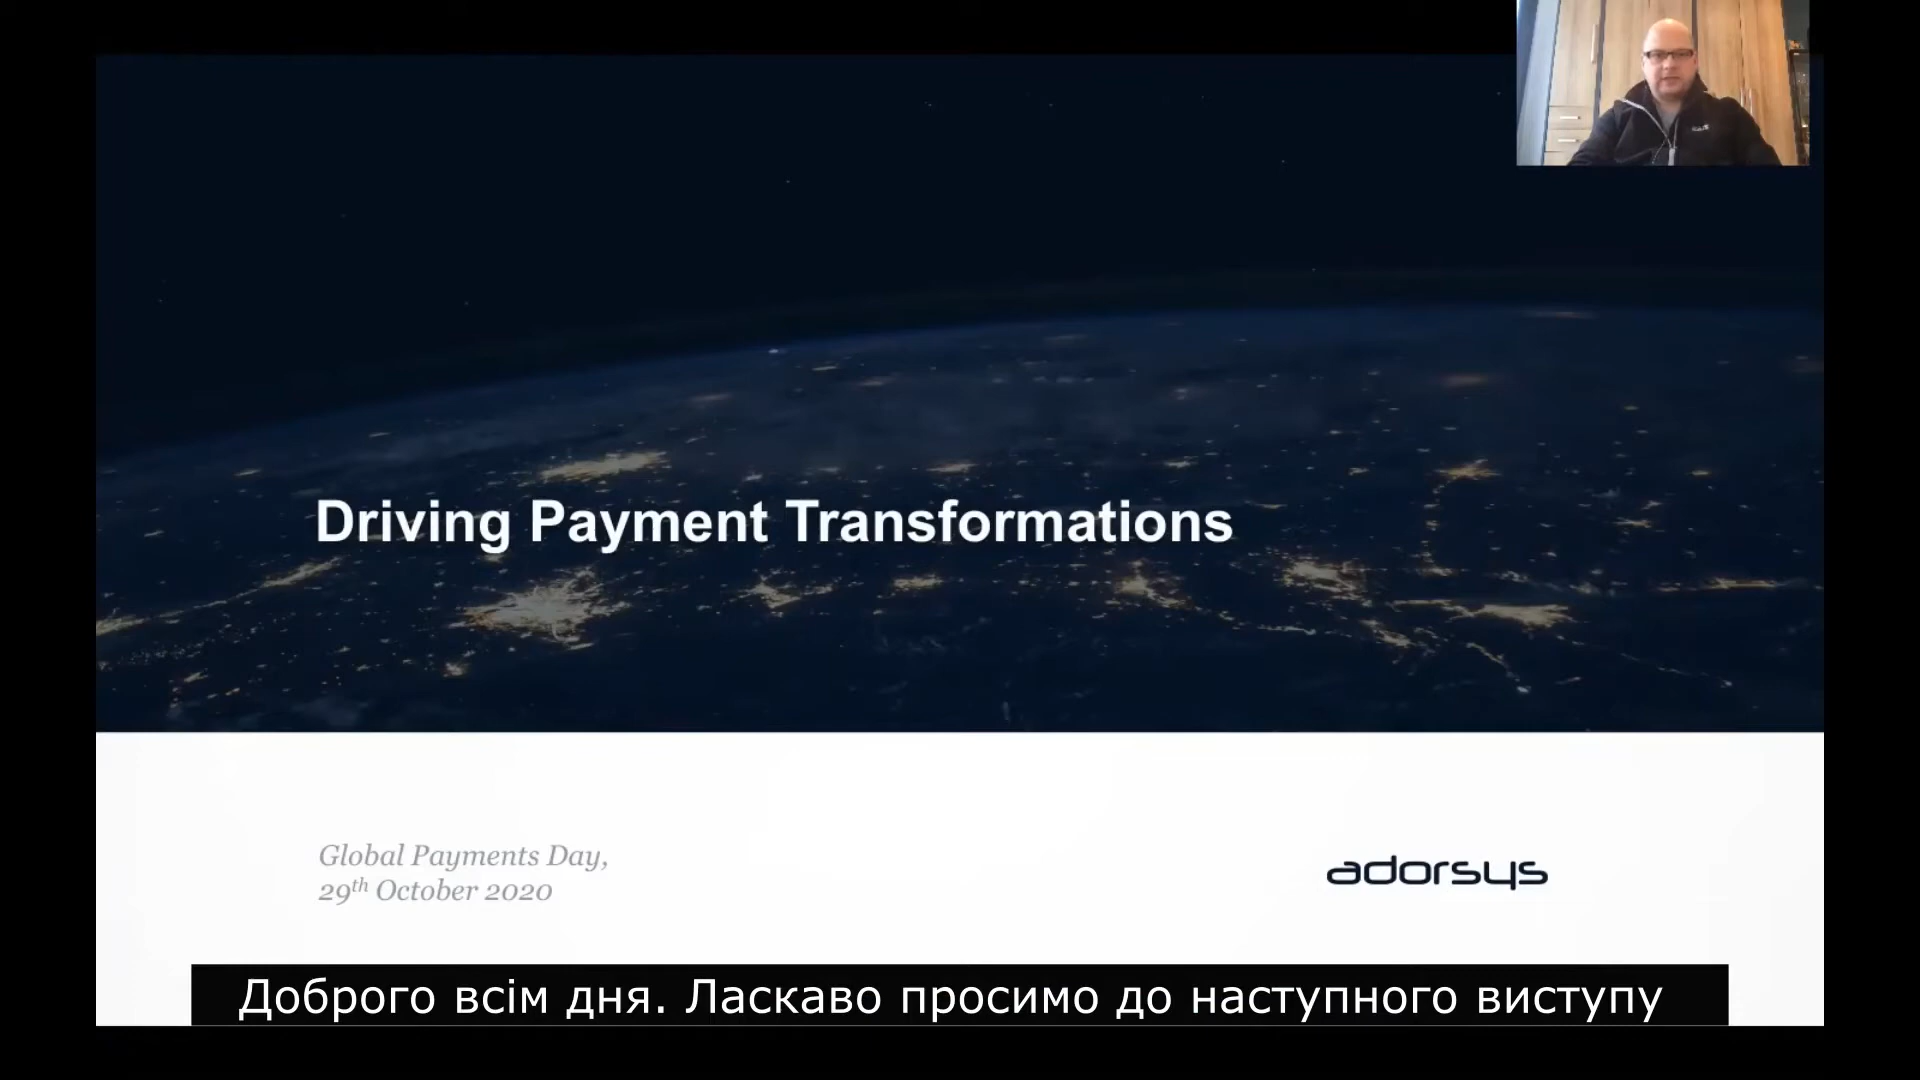 Driving Payment Transformations
Global Payments Day,
29th October 2020
adorsys
Доброго всім дня. Ласкаво просимо до наступного виступу